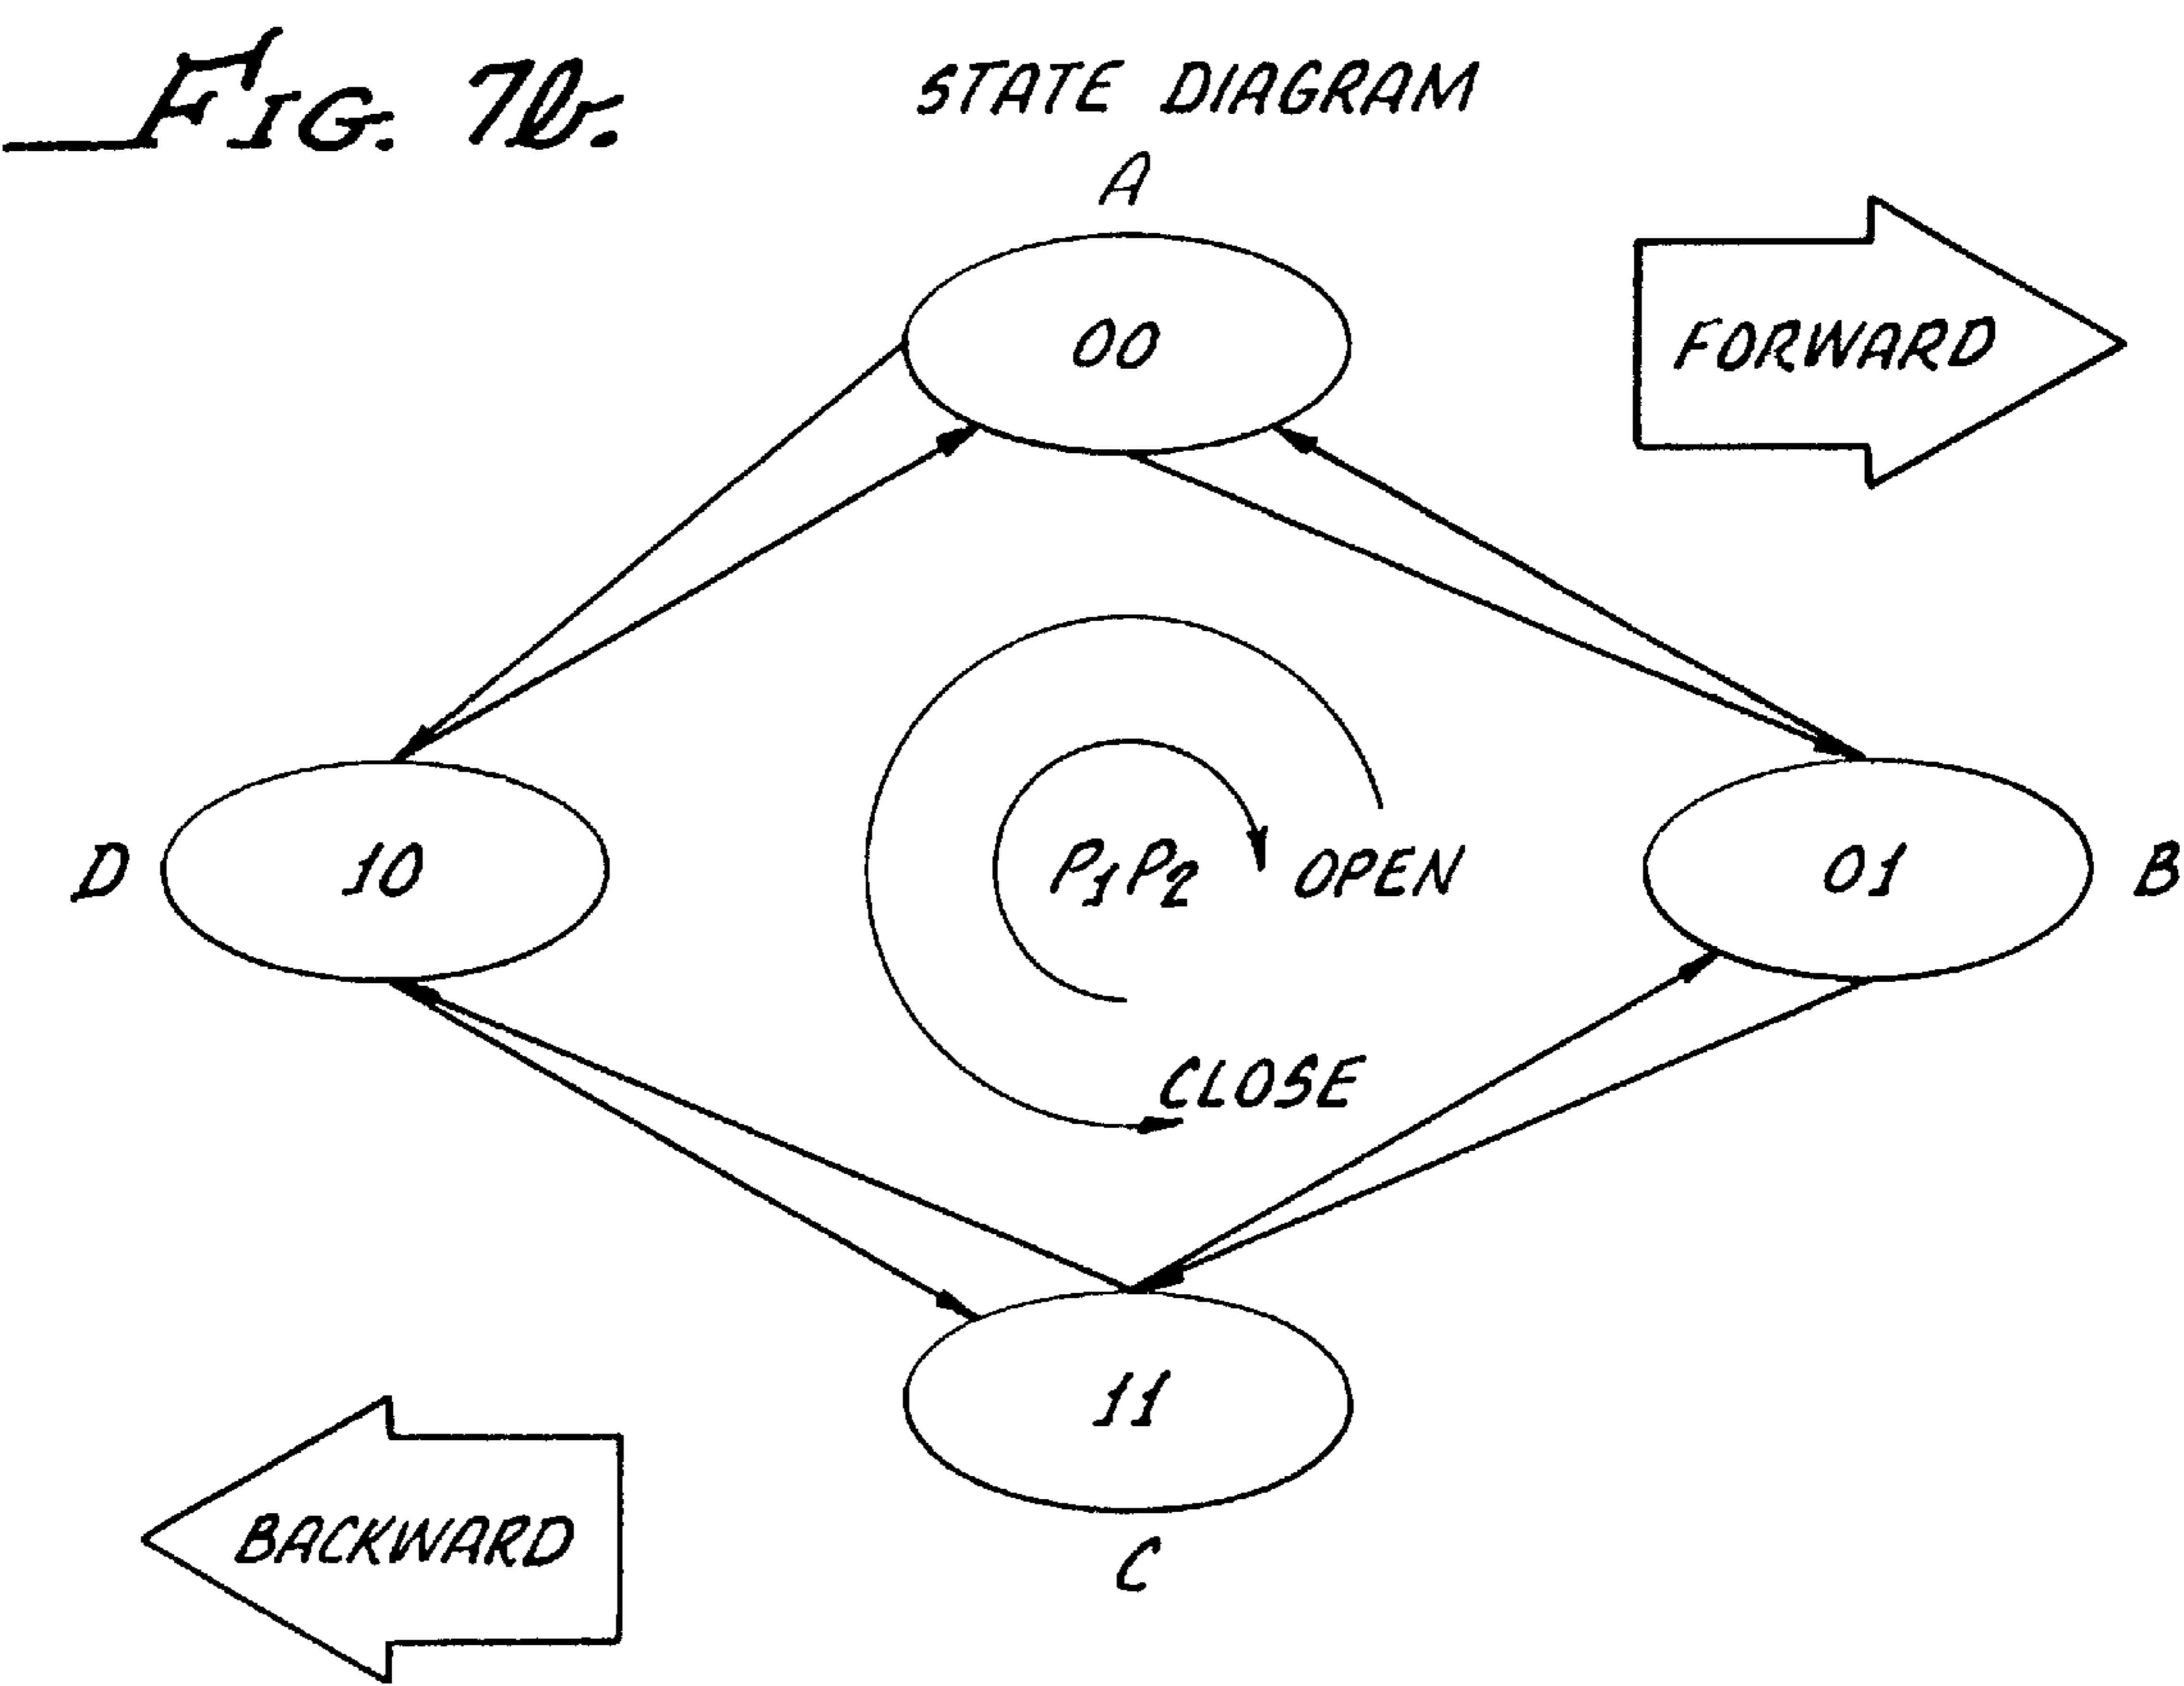 FIG. 7b.
STATE DIAGRAM
A
00
FORWARD
D
10
P1P2
OPEN
01
B
CLOSE
11
BACKWARD
C